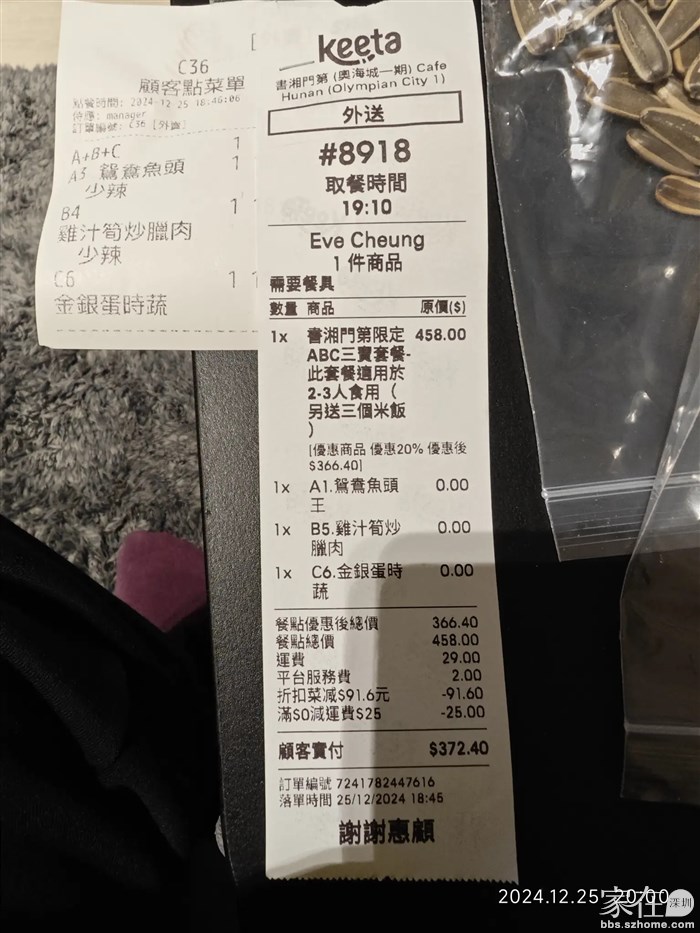 C36
顧客點菜單
點餐時間: 2024-12-25 18:46:06
侍應: manager
訂單編號: C36 [外賣]
A+B+C 1
A3 鴛鴦魚頭 1
少辣
B4 1 1
雞汁筍炒臘肉
少辣
C6 1 1
金銀蛋時蔬
keeta
書湘門第 (奧海城一期) Cafe
Hunan (Olympian City 1)
外送
#8918
取餐時間
19:10
Eve Cheung
1 件商品
需要餐具
數量 商品 原價($)
1x 書湘門第限定 458.00
ABC三寶套餐-
此套餐適用於
2-3人食用（
另送三個米飯
）
[優惠商品 優惠20% 優惠後
$366.40]
1x A1.鴛鴦魚頭 0.00
王
1x B5.雞汁筍炒 0.00
臘肉
1x C6.金銀蛋時 0.00
蔬
餐點優惠後總價 366.40
餐點總價 458.00
運費 29.00
平台服務費 2.00
折扣菜减$91.6元 -91.60
滿$0減運費$25 -25.00
顧客實付 $372.40
訂單編號 7241782447616
落單時間 25/12/2024 18:45
謝謝惠顧
2024.12.25 20:00
家在深圳
bbs.szhome.com